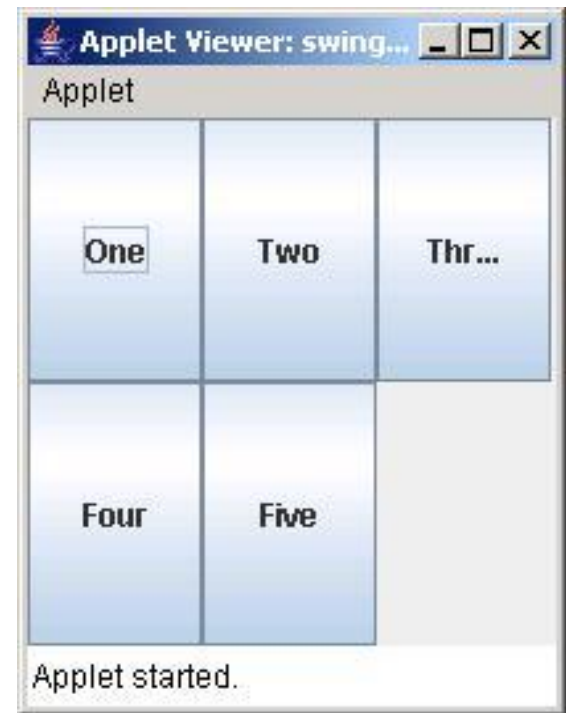 Applet Viewer: swing...
Applet
One Two Thr...
Four Five
Applet started.